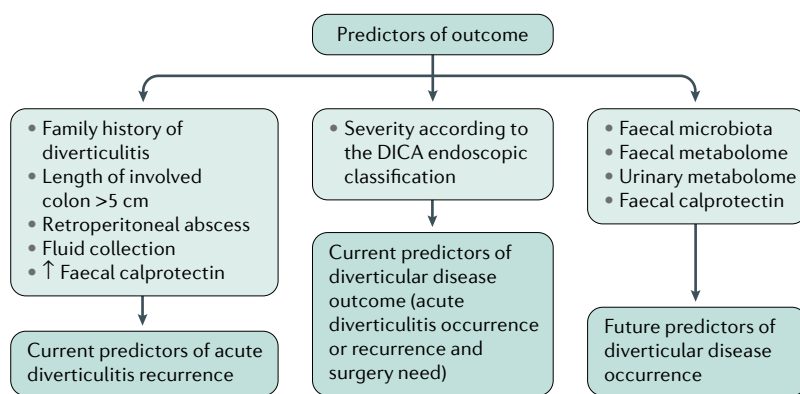 Predictors of outcome
• Family history of
diverticulitis
• Length of involved
colon >5 cm
• Retroperitoneal abscess
• Fluid collection
• ↑ Faecal calprotectin
Current predictors of acute
diverticulitis recurrence
• Severity according to
the DICA endoscopic
classification
Current predictors of
diverticular disease
outcome (acute
diverticulitis occurrence
or recurrence and
surgery need)
• Faecal microbiota
• Faecal metabolome
• Urinary metabolome
• Faecal calprotectin
Future predictors of
diverticular disease
occurrence